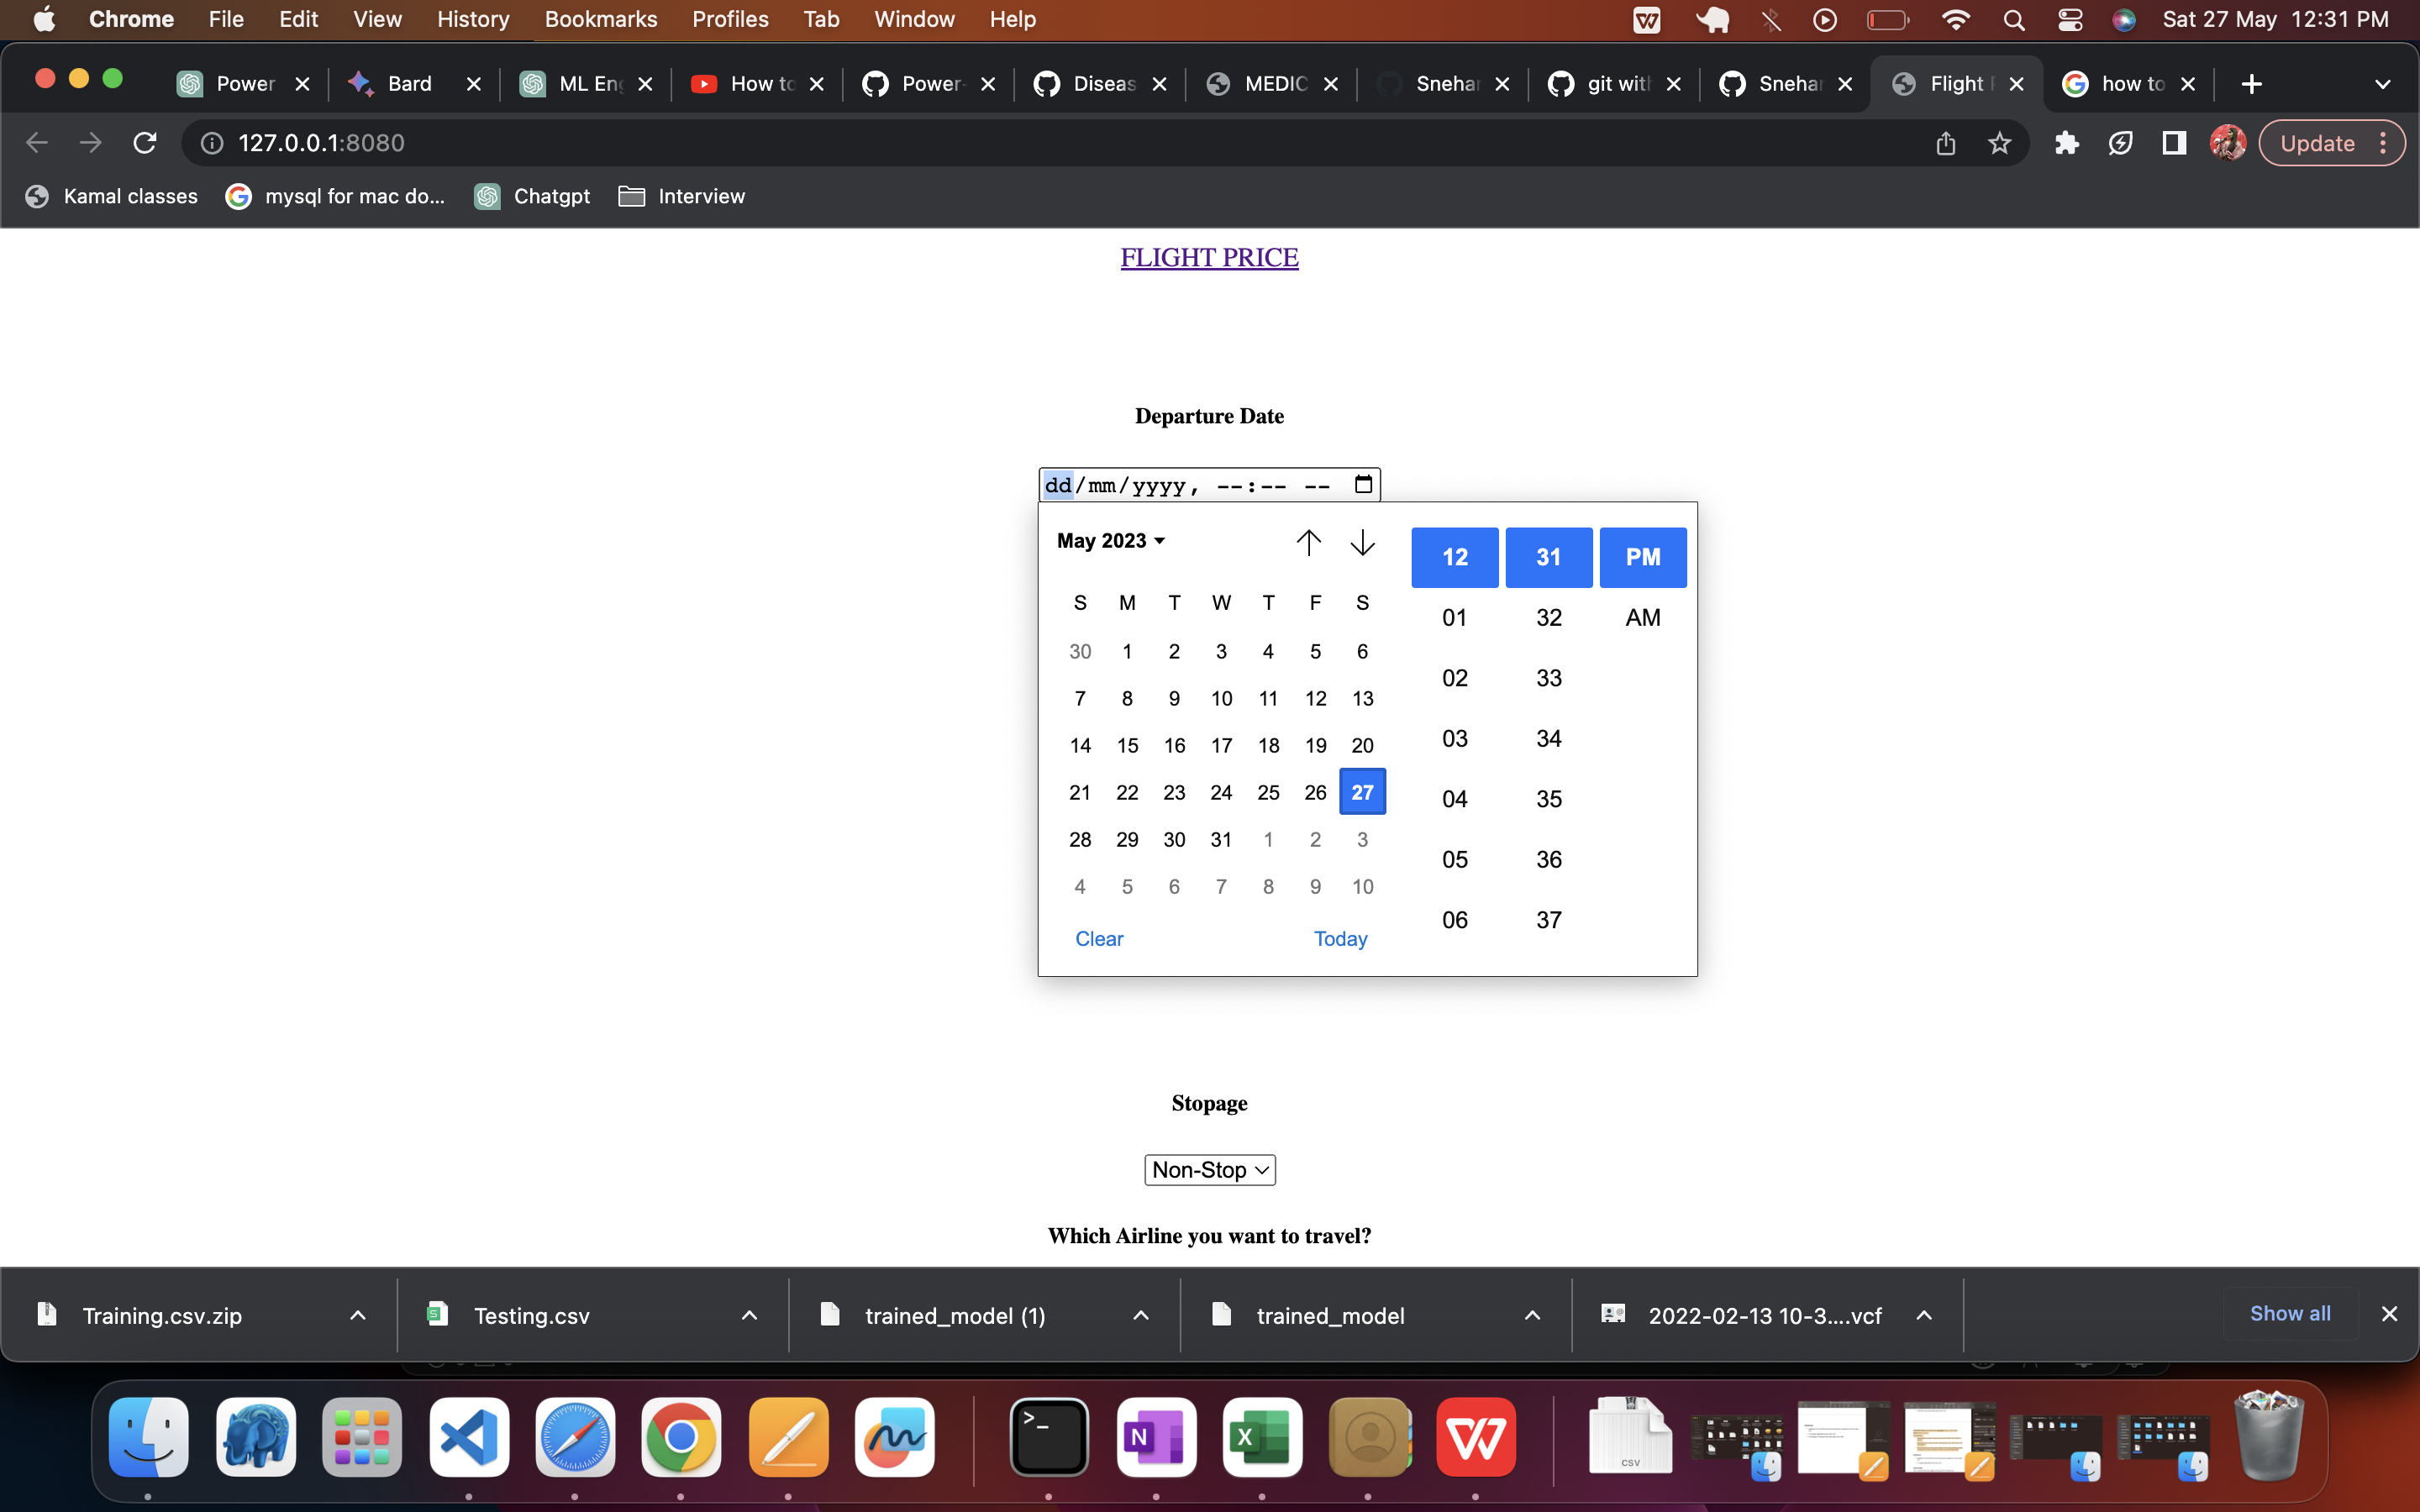 Chrome File Edit View History Bookmarks Profiles Tab Window Help Sat 27 May 12:31 PM
Power Bard ML Eng How to Power- Diseas MEDIC Snehar git with Snehar Flight how to
127.0.0.1:8080 Update
Kamal classes mysql for mac do... Chatgpt Interview
FLIGHT PRICE
Departure Date
dd/mm/yyyy, --:-- --
May 2023 12 31 PM
S M T W T F S 01 32 AM
30 1 2 3 4 5 6
02 33
7 8 9 10 11 12 13
03 34
14 15 16 17 18 19 20
21 22 23 24 25 26 27
04 35
28 29 30 31 1 2 3
05 36
4 5 6 7 8 9 10
06 37
Clear Today
Stopage
Non-Stop
Which Airline you want to travel?
Training.csv.zip Testing.csv trained_model (1) trained_model 2022-02-13 10-3....vcf Show all
CSV